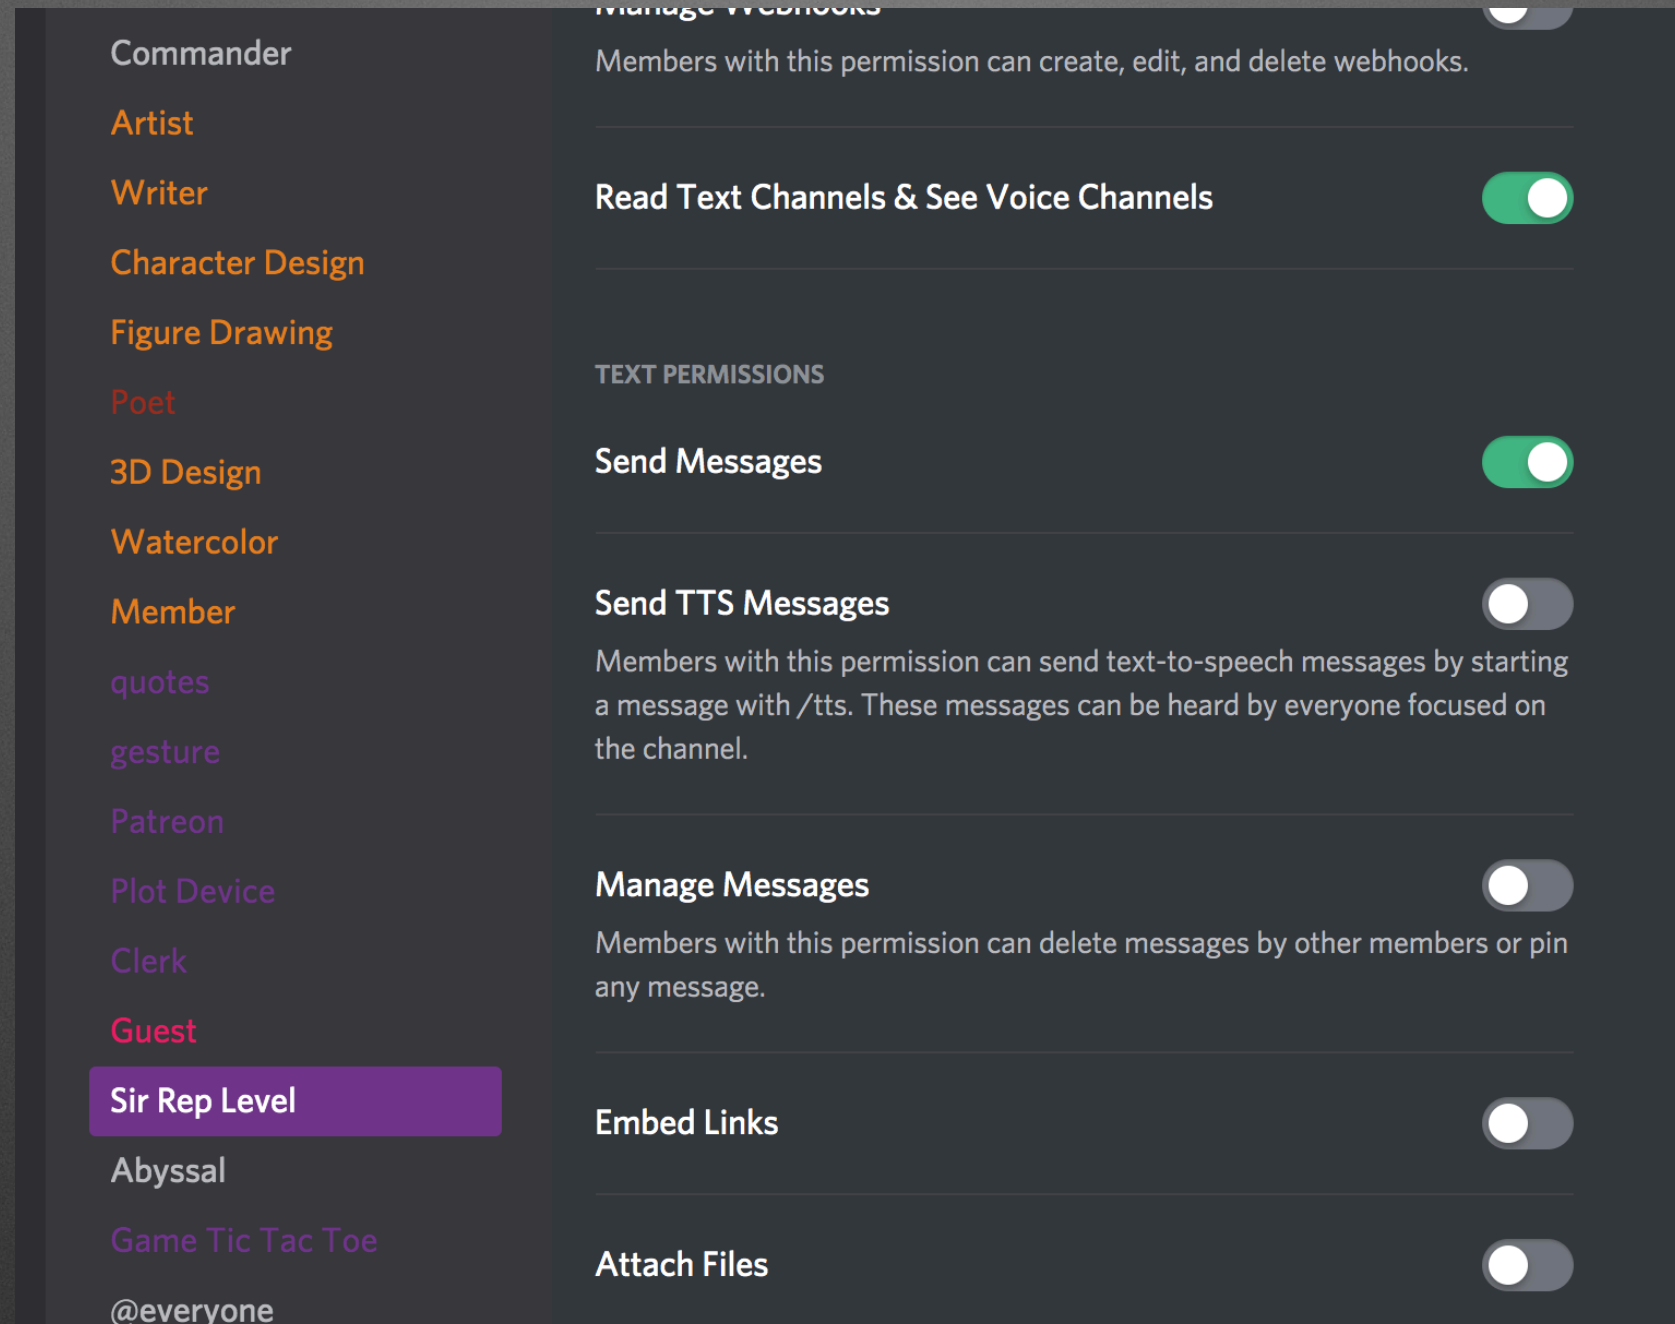 Commander
Artist
Writer
Character Design
Figure Drawing
Poet
3D Design
Watercolor
Member
quotes
gesture
Patreon
Plot Device
Clerk
Guest
Sir Rep Level
Abyssal
Game Tic Tac Toe
@everyone
Manage Webhooks
Members with this permission can create, edit, and delete webhooks.
Read Text Channels & See Voice Channels
TEXT PERMISSIONS
Send Messages
Send TTS Messages
Members with this permission can send text-to-speech messages by starting
a message with /tts. These messages can be heard by everyone focused on
the channel.
Manage Messages
Members with this permission can delete messages by other members or pin
any message.
Embed Links
Attach Files